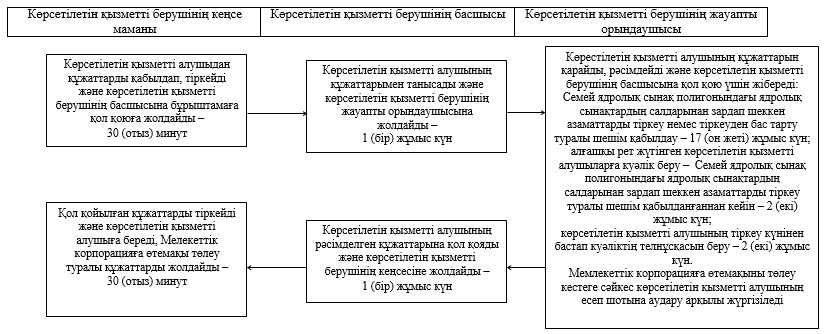 Көрсетілетін қызметті берушінің кеңсе
маманы
Көрсетілетін қызметті берушінің басшысы
Көрсетілетін қызметті берушінің жауапты
орындаушысы
Көрсетілетін қызметті алушыдан
құжаттарды қабылдап, тіркейді
және көрсетілетін қызметті
берушінің басшысына бұрыштамаға
қол қоюға жолдайды –
30 (отыз) минут
Көрсетілетін қызметті алушының
құжаттарымен танысады және
көрсетілетін қызметті берушінің
жауапты орындаушысына
жолдайды –
1 (бір) жұмыс күн
Көрестілетін қызметті алушының құжаттарын
қарайды, рәсімдейді және көрсетілетін қызметті
берушінің басшысына қол қою үшін жібереді:
Семей ядролық сынақ полигонындағы ядролық
сынақтардың салдарынан зардап шеккен
азаматтарды тіркеу немес тіркеуден бас тарту
туралы шешім қабылдау – 17 (он жеті) жұмыс күн;
алғашқы рет жүгінген көрсетілетін қызметті
алушыларға куәлік беру – Семей ядролық сынақ
полигонындағы ядролық сынақтардың
салдарынан зардап шеккен азаматтарды тіркеу
туралы шешім қабылданғаннан кейін – 2 (екі)
жұмыс күн;
көрсетілетін қызметті алушының тіркеу күнінен
бастап куәліктің телнұсқасын беру – 2 (екі) жұмыс
күн.
Мемлекеттік корпорацияға өтемақыны төлеу
кестеге сәйкес көрсетілетін қызметті алушының
есеп шотына аудару арқылы жүргізіледі
Қол қойылған құжаттарды тіркейді
және көрсетілетін қызметті
алушыға береді, Мелекеттік
корпорацияға өтемақы төлеу
туралы құжаттарды жолдайды –
30 (отыз) минут
Көрсетілетін қызметті алушының
рәсімделген құжаттарына қол қояды
және көрсетілетін қызметті
берушінің кеңсесіне жолдайды –
1 (бір) жұмыс күн